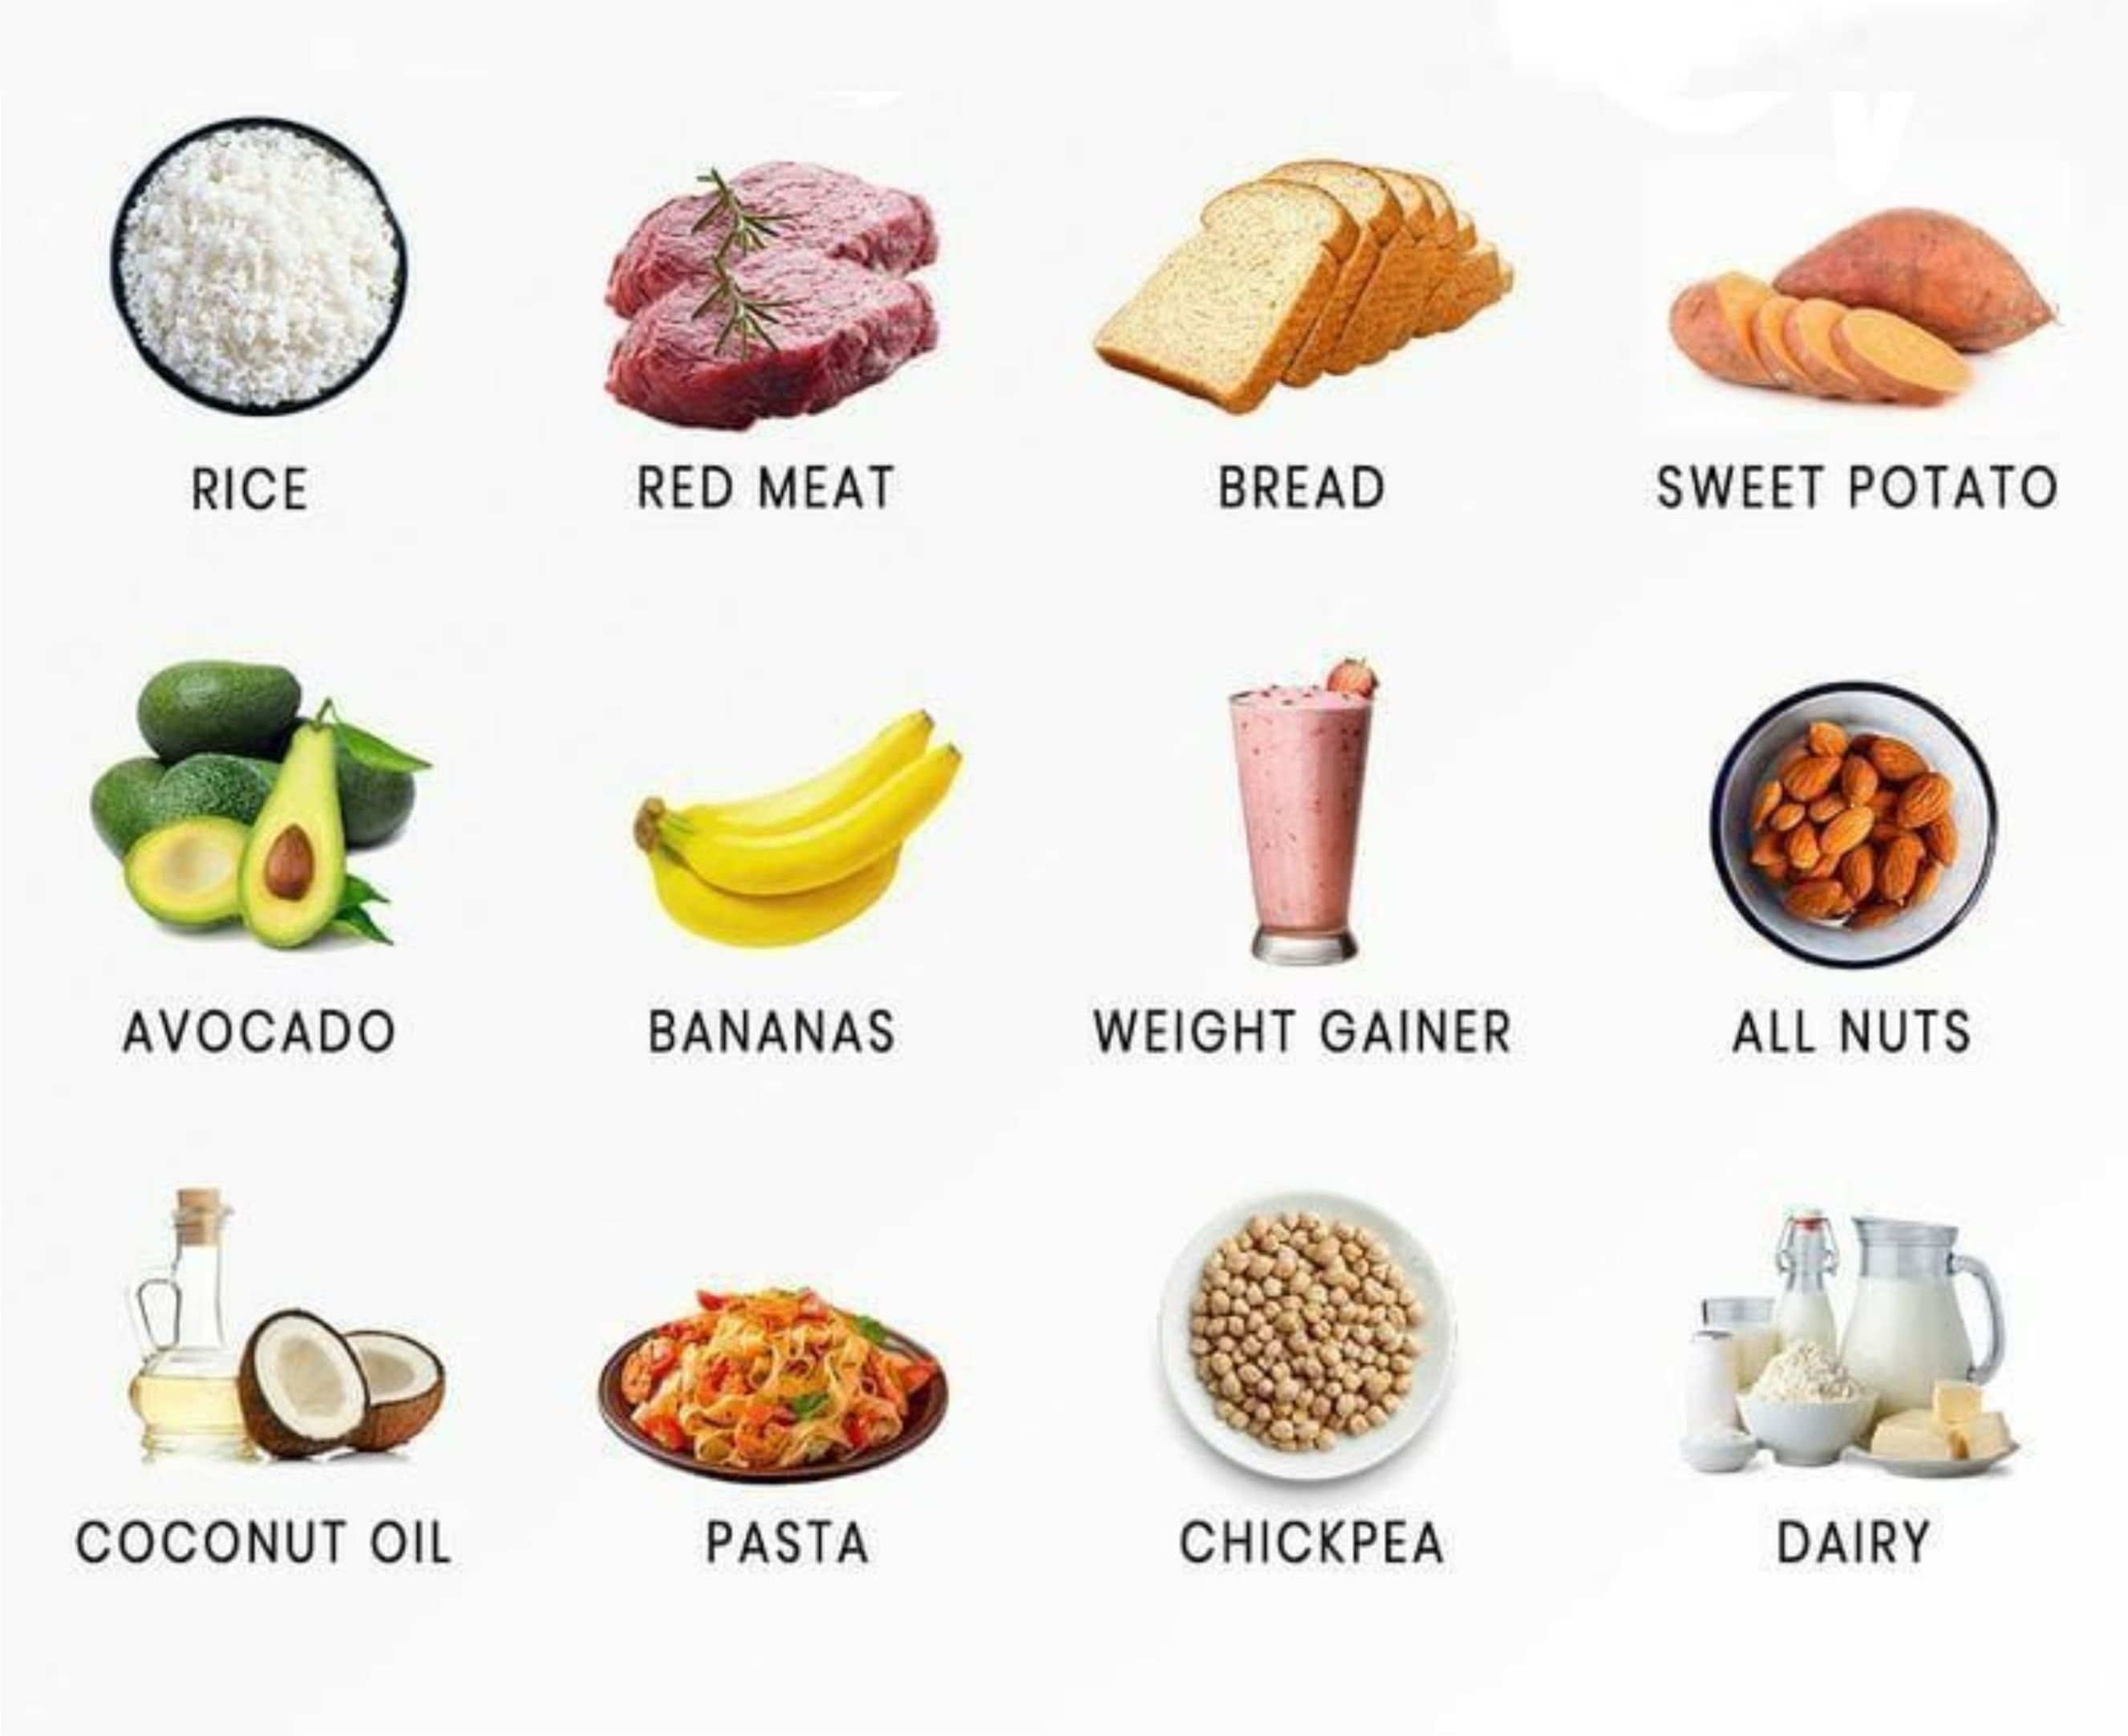 RICE
RED MEAT
BREAD
SWEET POTATO
AVOCADO
BANANAS
WEIGHT GAINER
ALL NUTS
COCONUT OIL
PASTA
CHICKPEA
DAIRY